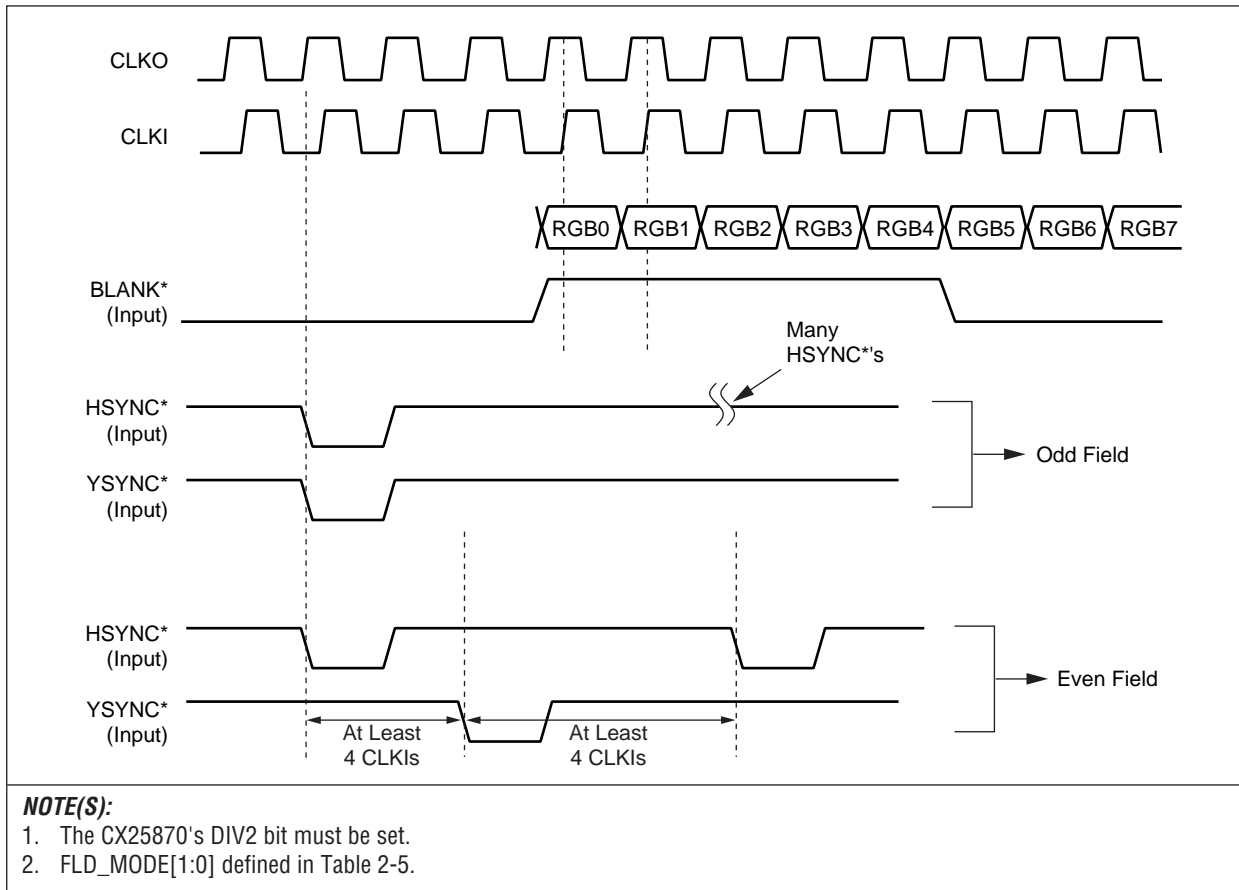 CLKO
CLKI
RGB0 RGB1 RGB2 RGB3 RGB4 RGB5 RGB6 RGB7
BLANK*
(Input)
Many
HSYNC*'s
HSYNC*
(Input)
Odd Field
YSYNC*
(Input)
HSYNC*
(Input)
Even Field
YSYNC*
(Input)
At Least
4 CLKIs
At Least
4 CLKIs
NOTE(S):
1. The CX25870's DIV2 bit must be set.
2. FLD_MODE[1:0] defined in Table 2-5.